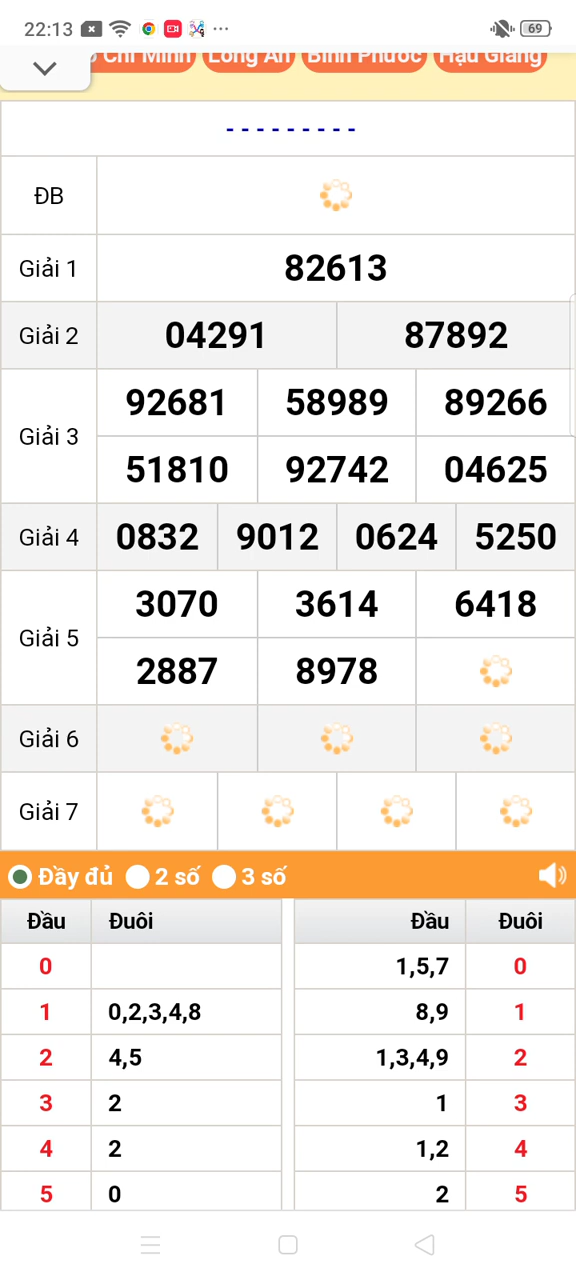 22:13 69
Chí Minh Long An Bình Phước Hậu Giang
- - - - - - - - -
ĐB
Giải 1 82613
Giải 2 04291 87892
Giải 3
92681 58989 89266
51810 92742 04625
Giải 4 0832 9012 0624 5250
Giải 5
3070 3614 6418
2887 8978
Giải 6
Giải 7
Đầy đủ 2 số 3 số
Đầu Đuôi Đầu Đuôi
0 1,5,7 0
1 0,2,3,4,8 8,9 1
2 4,5 1,3,4,9 2
3 2 1 3
4 2 1,2 4
5 0 2 5